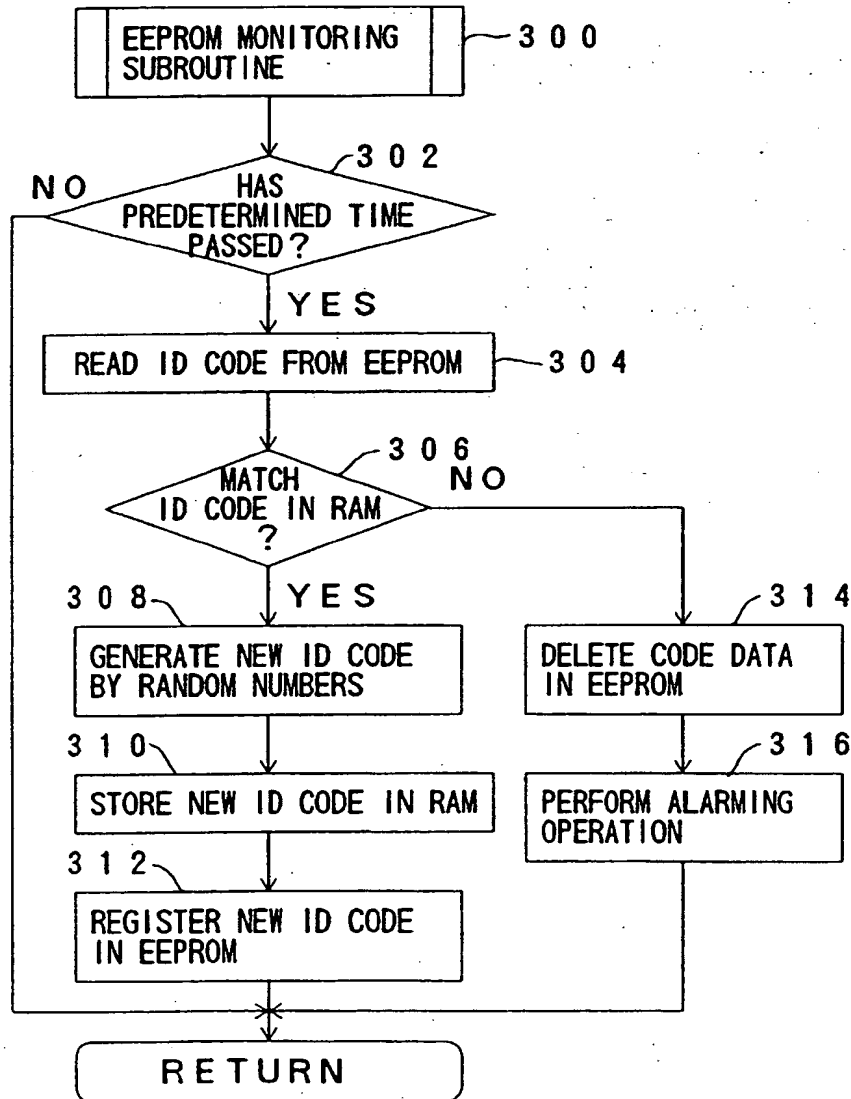 EEPROM MONITORING
SUBROUTINE
300
302
NO
HAS
PREDETERMINED TIME
PASSED?
YES
READ ID CODE FROM EEPROM
304
306
MATCH
ID CODE IN RAM
?
NO
YES
308
GENERATE NEW ID CODE
BY RANDOM NUMBERS
314
DELETE CODE DATA
IN EEPROM
310
STORE NEW ID CODE IN RAM
316
PERFORM ALARMING
OPERATION
312
REGISTER NEW ID CODE
IN EEPROM
RETURN